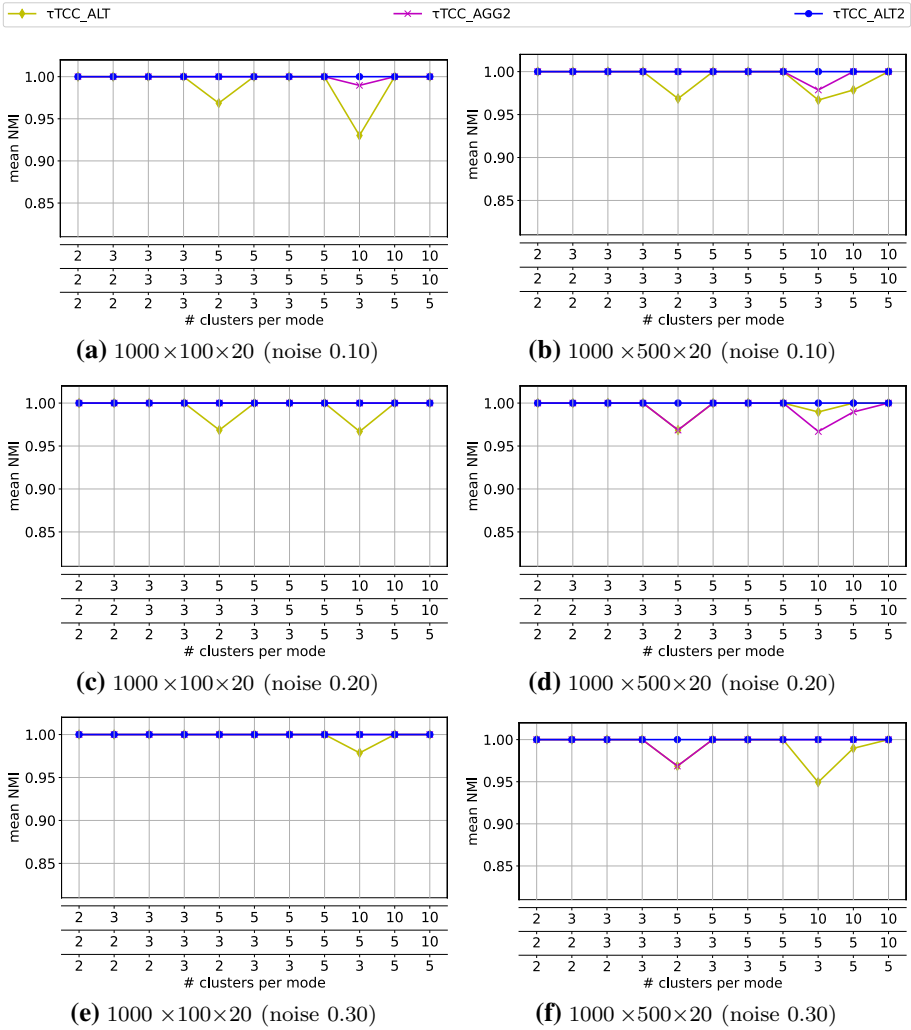 τTCC_ALT τTCC_AGG2 τTCC_ALT2
1.00
0.95
0.90
0.85
mean NMI
2 3 3 3 5 5 5 5 10 10 10
2 2 2 3 3 3 3 5 5 5 10
2 2 2 3 2 3 3 5 3 5 5
# clusters per mode
(a) 1000×100×20 (noise 0.10)
1.00
0.95
0.90
0.85
mean NMI
2 3 3 3 5 5 5 5 10 10 10
2 2 2 3 3 3 5 5 5 5 10
2 2 2 3 2 3 3 5 3 5 5
# clusters per mode
(b) 1000 ×500×20 (noise 0.10)
1.00
0.95
0.90
0.85
mean NMI
2 3 3 3 5 5 5 5 10 10 10
2 2 2 3 3 3 5 5 5 5 10
2 2 2 3 2 3 3 5 3 5 5
# clusters per mode
(c) 1000×100×20 (noise 0.20)
1.00
0.95
0.90
0.85
mean NMI
2 3 3 3 5 5 5 5 10 10 10
2 2 2 3 3 3 5 5 5 5 10
2 2 2 3 2 3 3 5 3 5 5
# clusters per mode
(d) 1000 ×500×20 (noise 0.20)
1.00
0.95
0.90
0.85
mean NMI
2 3 3 3 5 5 5 5 10 10 10
2 2 2 3 3 3 5 5 5 5 10
2 2 2 3 2 3 3 5 3 5 5
# clusters per mode
(e) 1000 ×100×20 (noise 0.30)
1.00
0.95
0.90
0.85
mean NMI
2 3 3 3 5 5 5 5 10 10 10
2 2 2 3 3 3 5 5 5 5 10
2 2 2 3 2 3 3 5 3 5 5
# clusters per mode
(f) 1000 ×500×20 (noise 0.30)